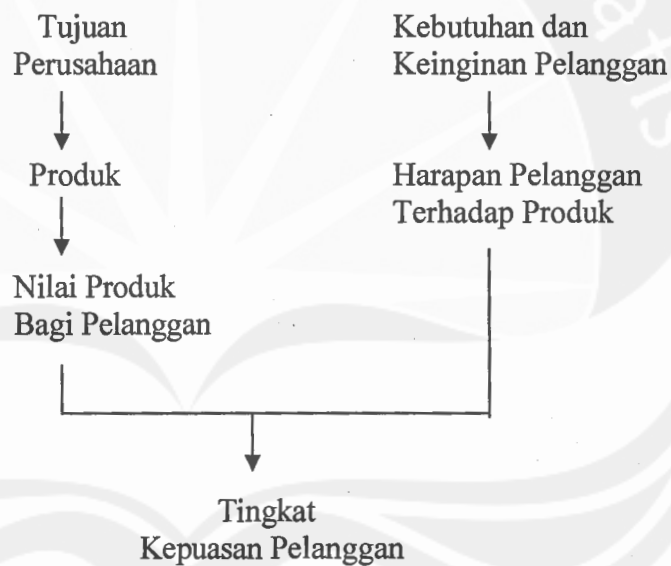 Tujuan
Perusahaan
Kebutuhan dan
Keinginan Pelanggan
Produk
Harapan Pelanggan
Terhadap Produk
Nilai Produk
Bagi Pelanggan
Tingkat
Kepuasan Pelanggan